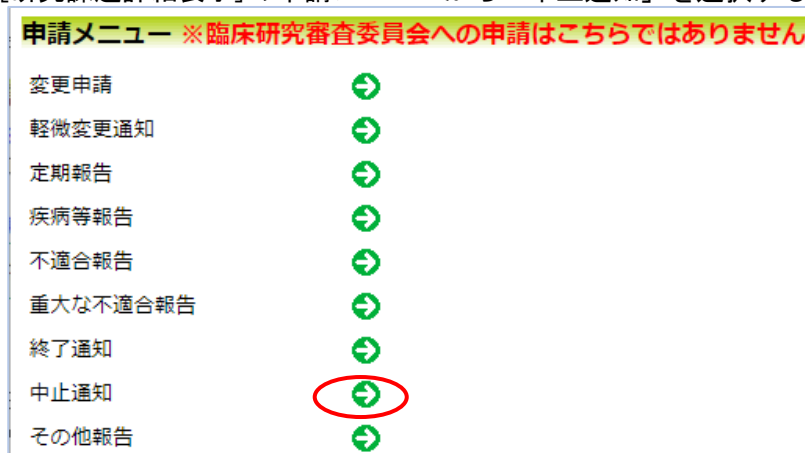 申請メニュー ※臨床研究審査委員会への申請はこちらではありません
変更申請
軽微変更通知
定期報告
疾病等報告
不適合報告
重大な不適合報告
終了通知
中止通知
その他報告